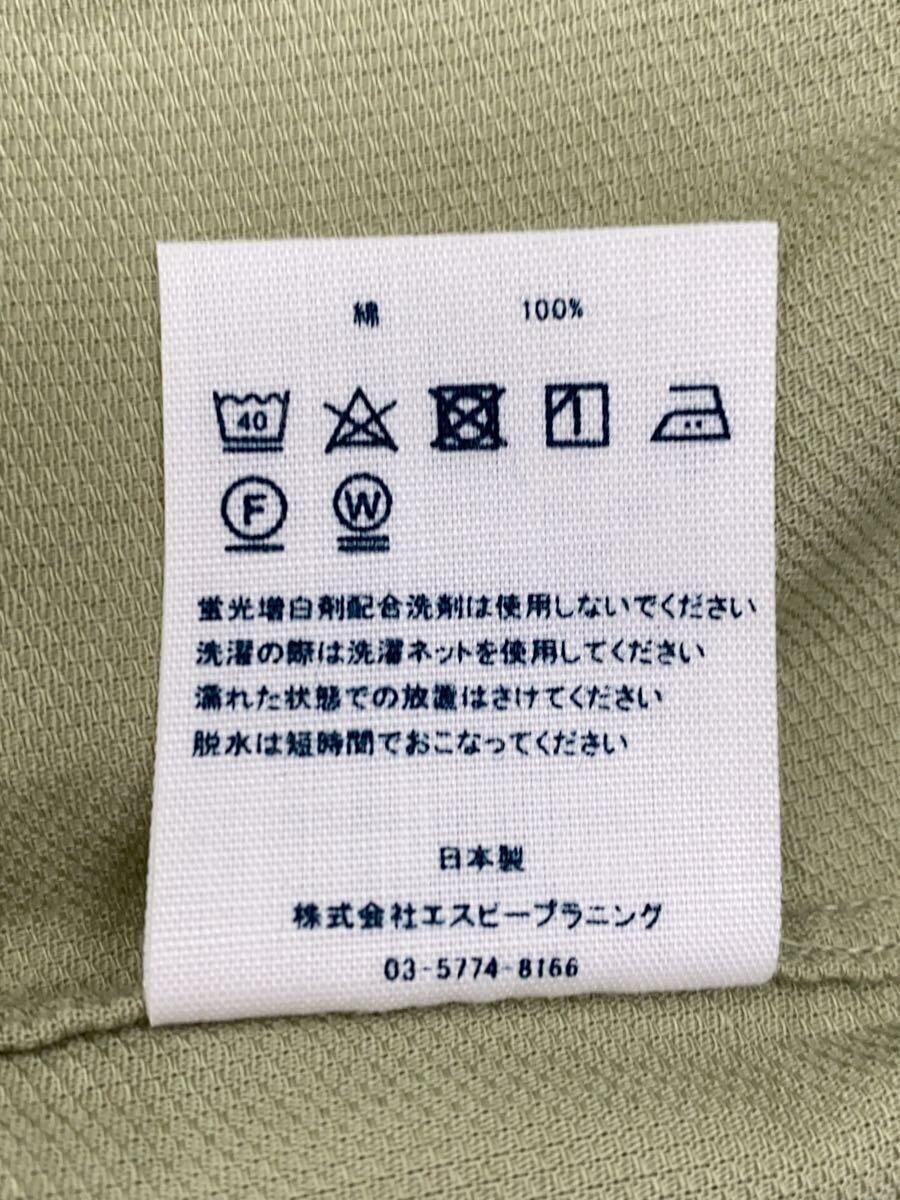 綿 100%
40
F W
蛍光増白剤配合洗剤は使用しないでください
洗濯の際は洗濯ネットを使用してください
濡れた状態での放置はさけてください
脱水は短時間でおこなってください
日本製
株式会社エスピープラニング
03-5774-8166